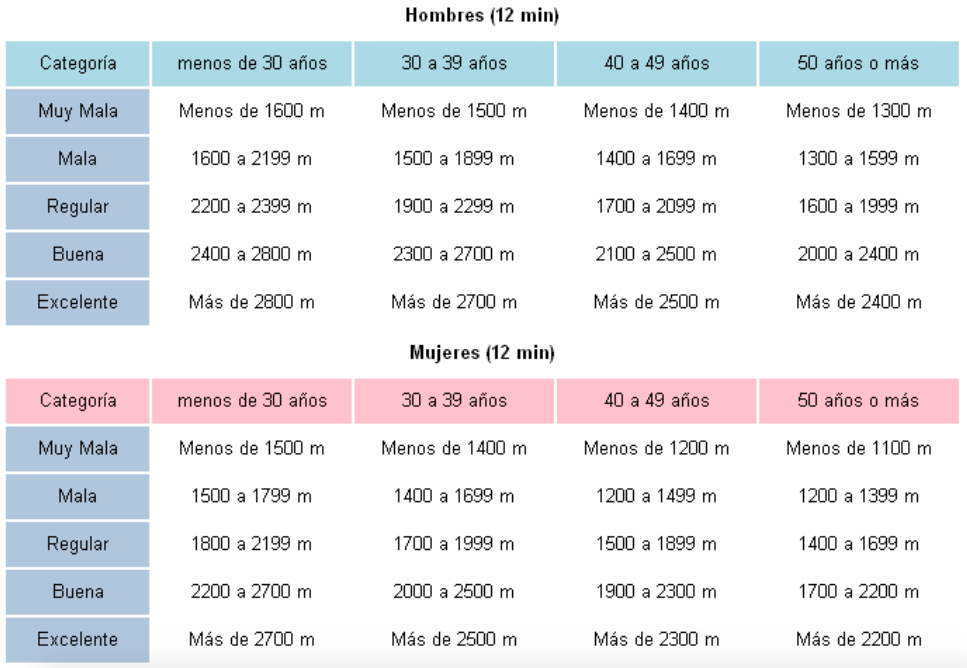 Hombres (12 min)
Categoría menos de 30 años 30 a 39 años 40 a 49 años 50 años o más
Muy Mala Menos de 1600 m Menos de 1500 m Menos de 1400 m Menos de 1300 m
Mala 1600 a 2199 m 1500 a 1899 m 1400 a 1699 m 1300 a 1599 m
Regular 2200 a 2399 m 1900 a 2299 m 1700 a 2099 m 1600 a 1999 m
Buena 2400 a 2800 m 2300 a 2700 m 2100 a 2500 m 2000 a 2400 m
Excelente Más de 2800 m Más de 2700 m Más de 2500 m Más de 2400 m
Mujeres (12 min)
Categoría menos de 30 años 30 a 39 años 40 a 49 años 50 años o más
Muy Mala Menos de 1500 m Menos de 1400 m Menos de 1200 m Menos de 1100 m
Mala 1500 a 1799 m 1400 a 1699 m 1200 a 1499 m 1200 a 1399 m
Regular 1800 a 2199 m 1700 a 1999 m 1500 a 1899 m 1400 a 1699 m
Buena 2200 a 2700 m 2000 a 2500 m 1900 a 2300 m 1700 a 2200 m
Excelente Más de 2700 m Más de 2500 m Más de 2300 m Más de 2200 m